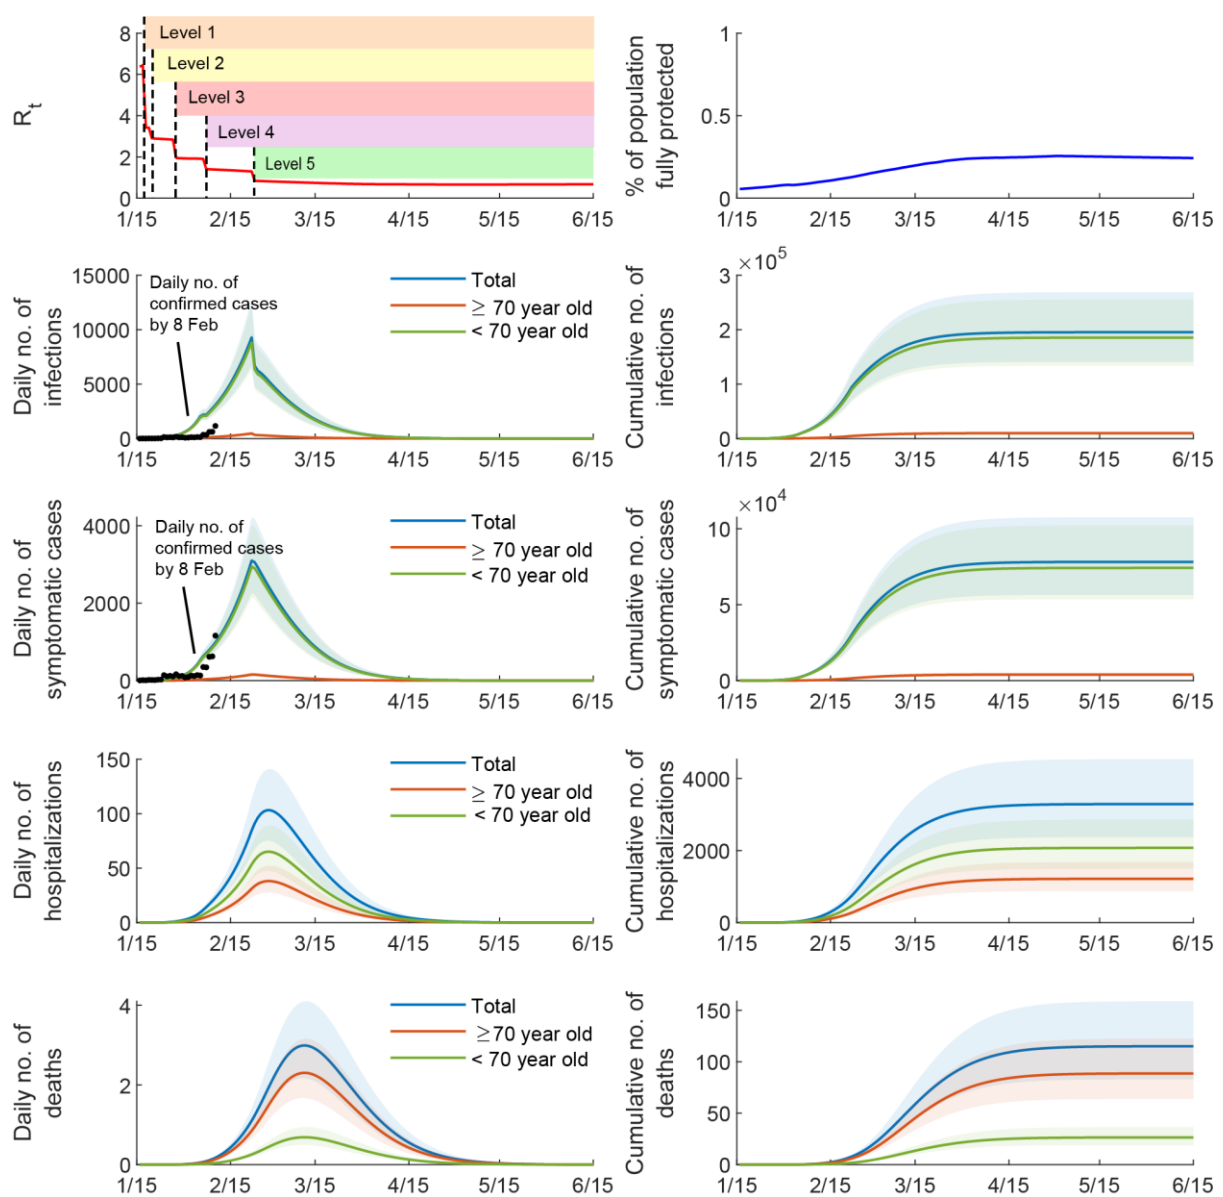 R_t
8
6
4
2
0
Level 1
Level 2
Level 3
Level 4
Level 5
1/15
2/15
3/15
4/15
5/15
6/15
% of population
fully protected
1
0.5
0
1/15
2/15
3/15
4/15
5/15
6/15
Daily no. of
infections
15000
10000
5000
0
Daily no. of
confirmed cases
by 8 Feb
Total
≥ 70 year old
< 70 year old
1/15
2/15
3/15
4/15
5/15
6/15
Cumulative no. of
infections
×10^5
3
2
1
0
1/15
2/15
3/15
4/15
5/15
6/15
Daily no. of
symptomatic cases
4000
2000
0
Daily no. of
confirmed cases
by 8 Feb
Total
≥ 70 year old
< 70 year old
1/15
2/15
3/15
4/15
5/15
6/15
Cumulative no. of
symptomatic cases
×10^4
10
5
0
1/15
2/15
3/15
4/15
5/15
6/15
Daily no. of
hospitalizations
150
100
50
0
Total
≥ 70 year old
< 70 year old
1/15
2/15
3/15
4/15
5/15
6/15
Cumulative no. of
hospitalizations
4000
2000
0
1/15
2/15
3/15
4/15
5/15
6/15
Daily no. of
deaths
4
2
0
Total
≥70 year old
< 70 year old
1/15
2/15
3/15
4/15
5/15
6/15
Cumulative no. of
deaths
150
100
50
0
1/15
2/15
3/15
4/15
5/15
6/15